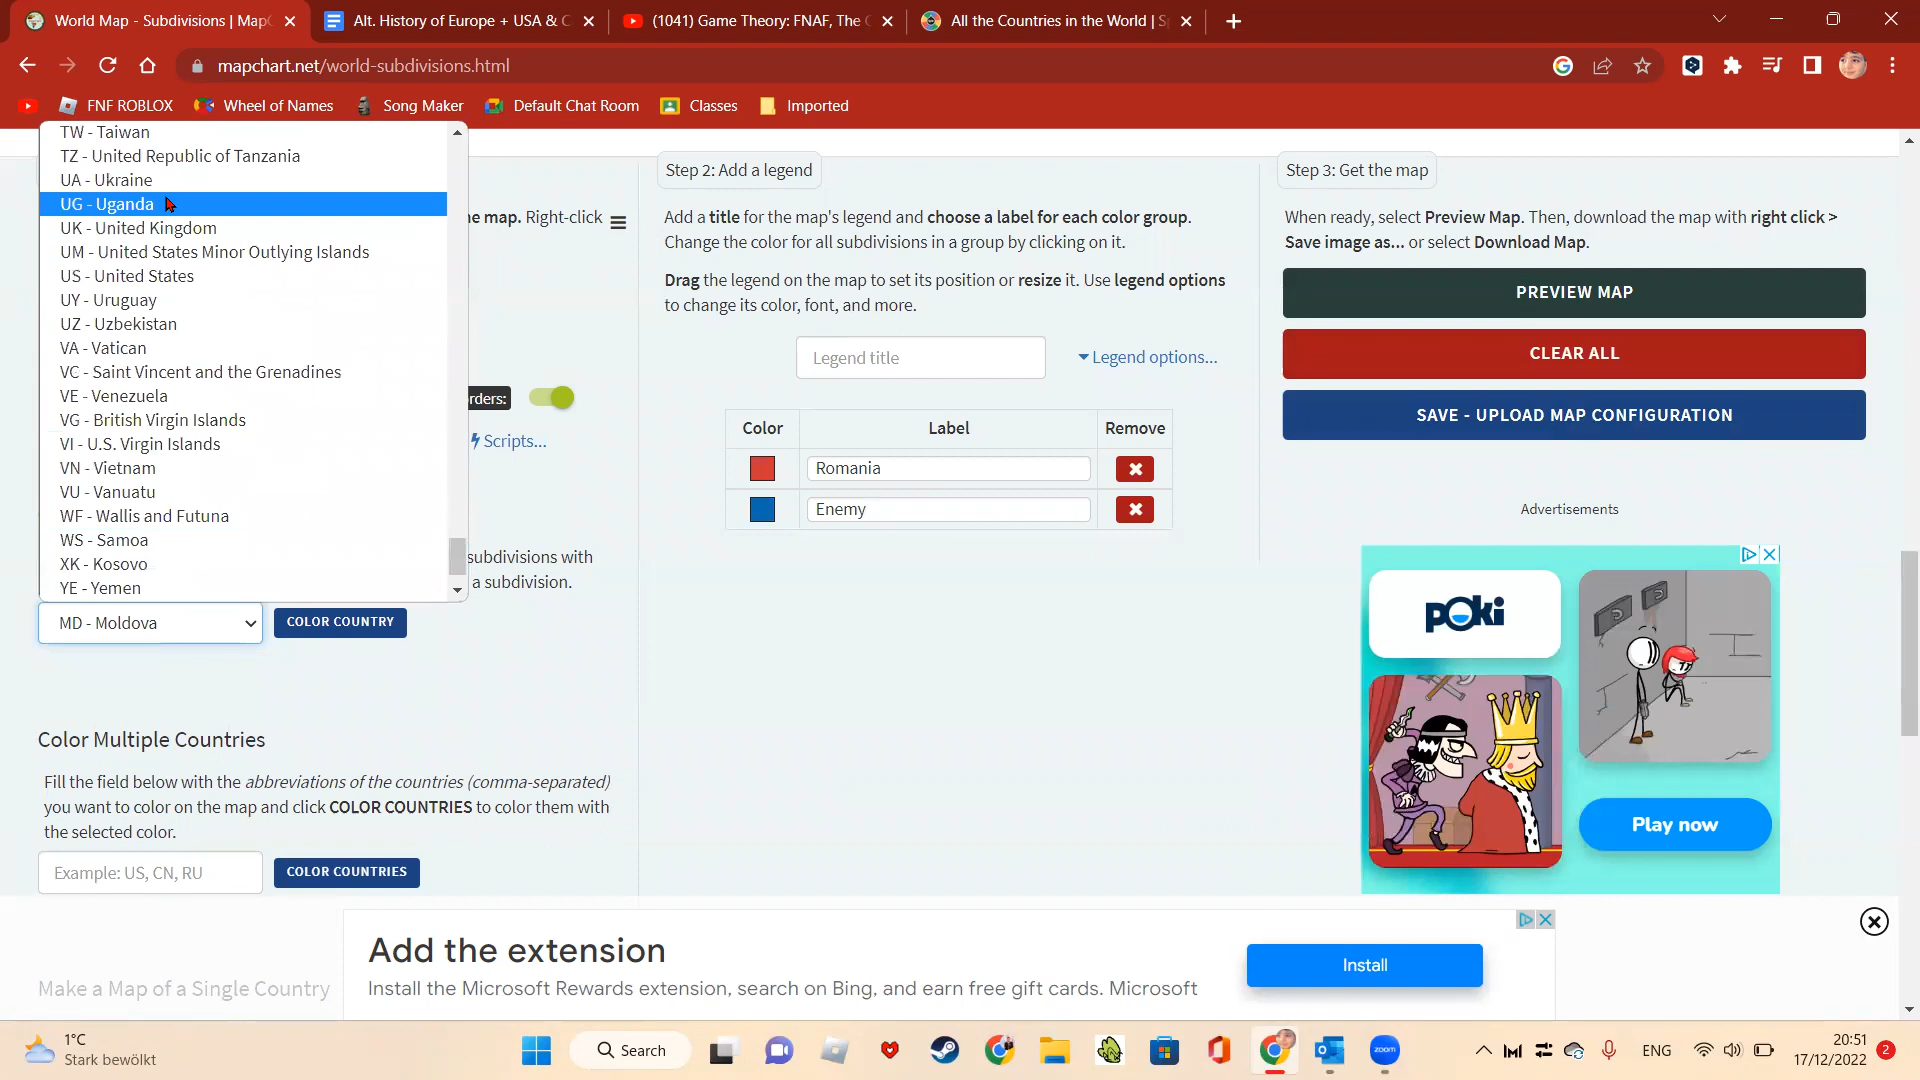 World Map - Subdivisions | Map
Alt. History of Europe + USA & C
(1041) Game Theory: FNAF, The
All the Countries in the World | S
mapchart.net/world-subdivisions.html
FNF ROBLOX
Wheel of Names
Song Maker
Default Chat Room
Classes
Imported
TW - Taiwan
TZ - United Republic of Tanzania
UA - Ukraine
UG - Uganda
UK - United Kingdom
UM - United States Minor Outlying Islands
US - United States
UY - Uruguay
UZ - Uzbekistan
VA - Vatican
VC - Saint Vincent and the Grenadines
VE - Venezuela
VG - British Virgin Islands
VI - U.S. Virgin Islands
VN - Vietnam
VU - Vanuatu
WF - Wallis and Futuna
WS - Samoa
XK - Kosovo
YE - Yemen
MD - Moldova
COLOR COUNTRY
he map. Right-click
rders:
Scripts...
subdivisions with
a subdivision.
Color Multiple Countries
Fill the field below with the abbreviations of the countries (comma-separated)
you want to color on the map and click COLOR COUNTRIES to color them with
the selected color.
Example: US, CN, RU
COLOR COUNTRIES
Make a Map of a Single Country
Step 2: Add a legend
Add a title for the map's legend and choose a label for each color group.
Change the color for all subdivisions in a group by clicking on it.
Drag the legend on the map to set its position or resize it. Use legend options
to change its color, font, and more.
Legend title
Legend options...
Color
Label
Remove
Romania
Enemy
Step 3: Get the map
When ready, select Preview Map. Then, download the map with right click >
Save image as... or select Download Map.
PREVIEW MAP
CLEAR ALL
SAVE - UPLOAD MAP CONFIGURATION
Advertisements
POKI
Play now
Add the extension
Install the Microsoft Rewards extension, search on Bing, and earn free gift cards. Microsoft
Install
1°C
Stark bewölkt
Search
zoom
ENG
20:51
17/12/2022
2